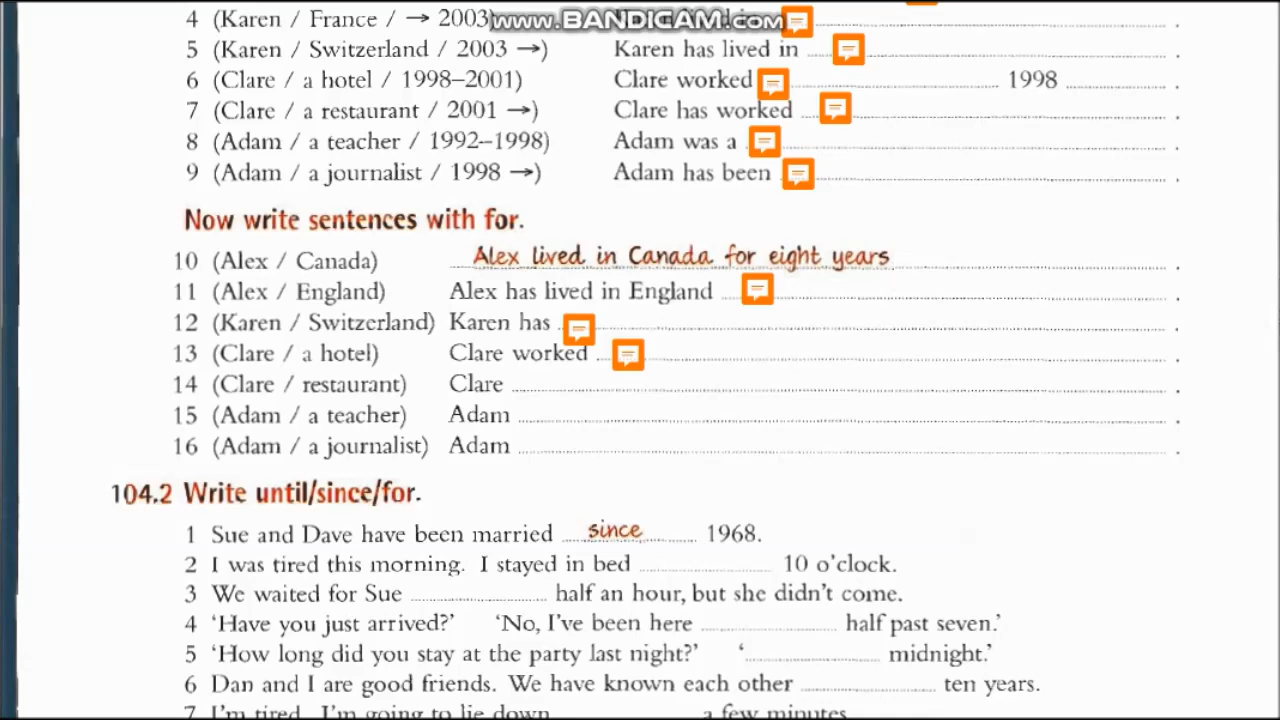 www.BANDICAM.com
4 (Karen / France / → 2003)
5 (Karen / Switzerland / 2003 →) Karen has lived in
6 (Clare / a hotel / 1998–2001) Clare worked 1998
7 (Clare / a restaurant / 2001 →) Clare has worked
8 (Adam / a teacher / 1992–1998) Adam was a
9 (Adam / a journalist / 1998 →) Adam has been
Now write sentences with for.
10 (Alex / Canada) Alex lived in Canada for eight years
11 (Alex / England) Alex has lived in England
12 (Karen / Switzerland) Karen has
13 (Clare / a hotel) Clare worked
14 (Clare / restaurant) Clare
15 (Adam / a teacher) Adam
16 (Adam / a journalist) Adam
104.2 Write until/since/for.
1 Sue and Dave have been married since 1968.
2 I was tired this morning. I stayed in bed 10 o'clock.
3 We waited for Sue half an hour, but she didn't come.
4 'Have you just arrived?' 'No, I've been here half past seven.'
5 'How long did you stay at the party last night?' ' midnight.'
6 Dan and I are good friends. We have known each other ten years.
7 I'm tired. I'm going to lie down a few minutes.